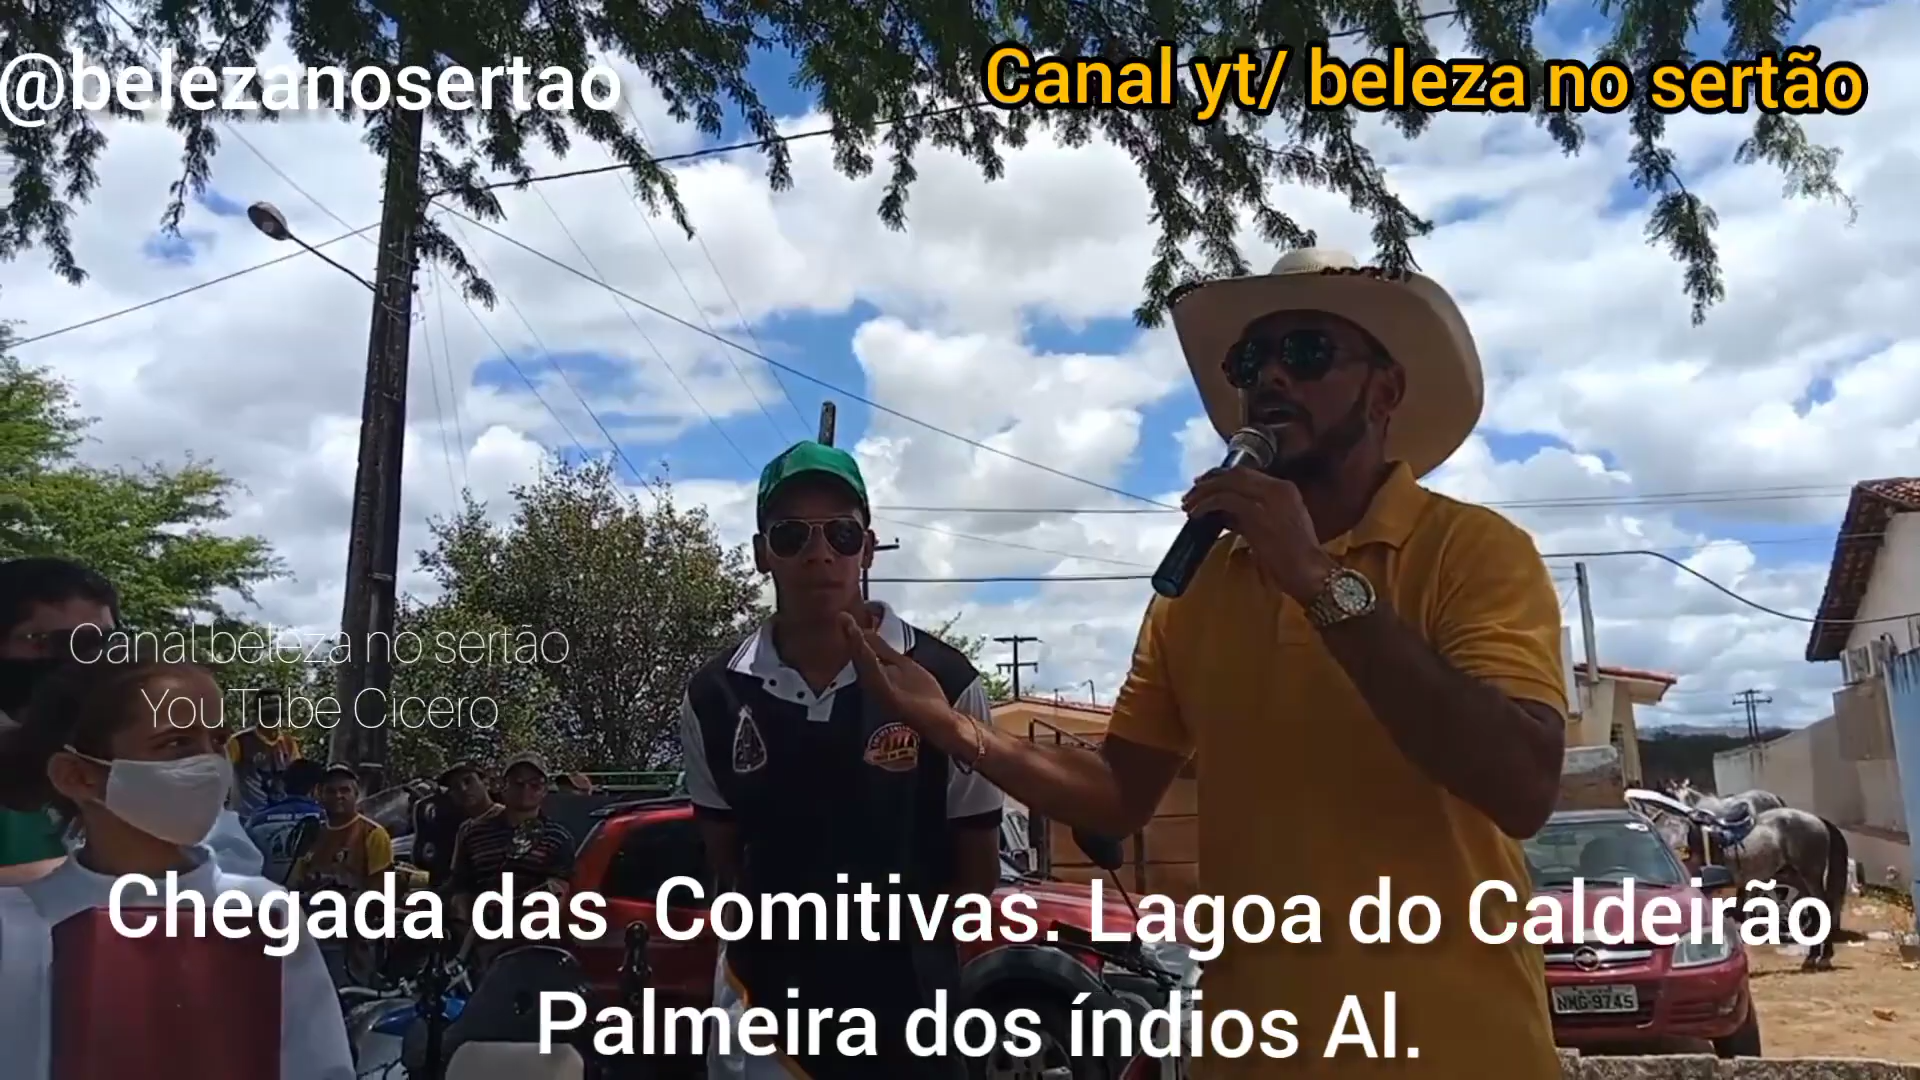 @belezanosertao
Canal yt/ beleza no sertão
Canal beleza no sertão
YouTube Cicero
Chegada das Comitivas. Lagoa do Caldeirão
Palmeira dos índios Al.
NMG-9745